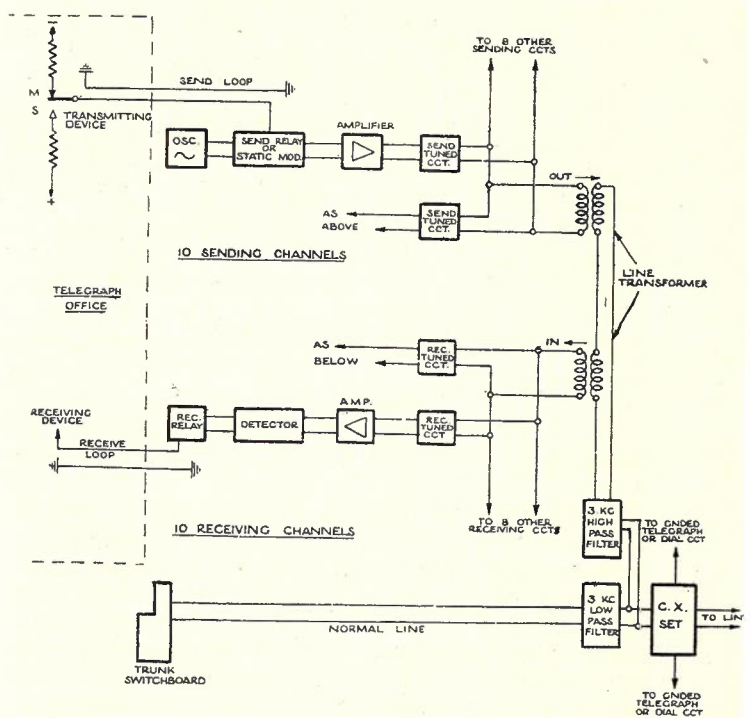 TO 8 OTHER
SENDING CCTS
−
SEND LOOP
M
S
TRANSMITTING
DEVICE
+
OSC.
SEND RELAY
OR
STATIC MOD.
AMPLIFIER
SEND
TUNED
CCT.
OUT
AS
ABOVE
SEND
TUNED
CCT.
10 SENDING CHANNELS
LINE
TRANSFORMER
TELEGRAPH
OFFICE
AS
BELOW
REC.
TUNED
CCT.
IN
RECEIVING
DEVICE
RECEIVE
LOOP
REC.
RELAY
DETECTOR
AMP.
REC
TUNED
CCT
10 RECEIVING CHANNELS
TO 8 OTHER
RECEIVING CCTS
3 KC
HIGH
PASS
FILTER
TO GNDED
TELEGRAPH
OR DIAL CCT
3 KC
LOW
PASS
FILTER
C.X.
SET
TO LIN
NORMAL LINE
TRUNK
SWITCHBOARD
TO GNDED
TELEGRAPH
OR DIAL CCT